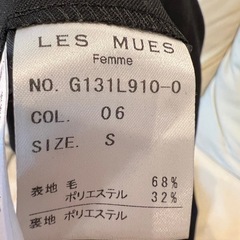 LES MUES
Femme
NO. G131L910-0
COL. 06
SIZE. S
表地 毛 68%
ポリエステル 32%
裏地 ポリエステル